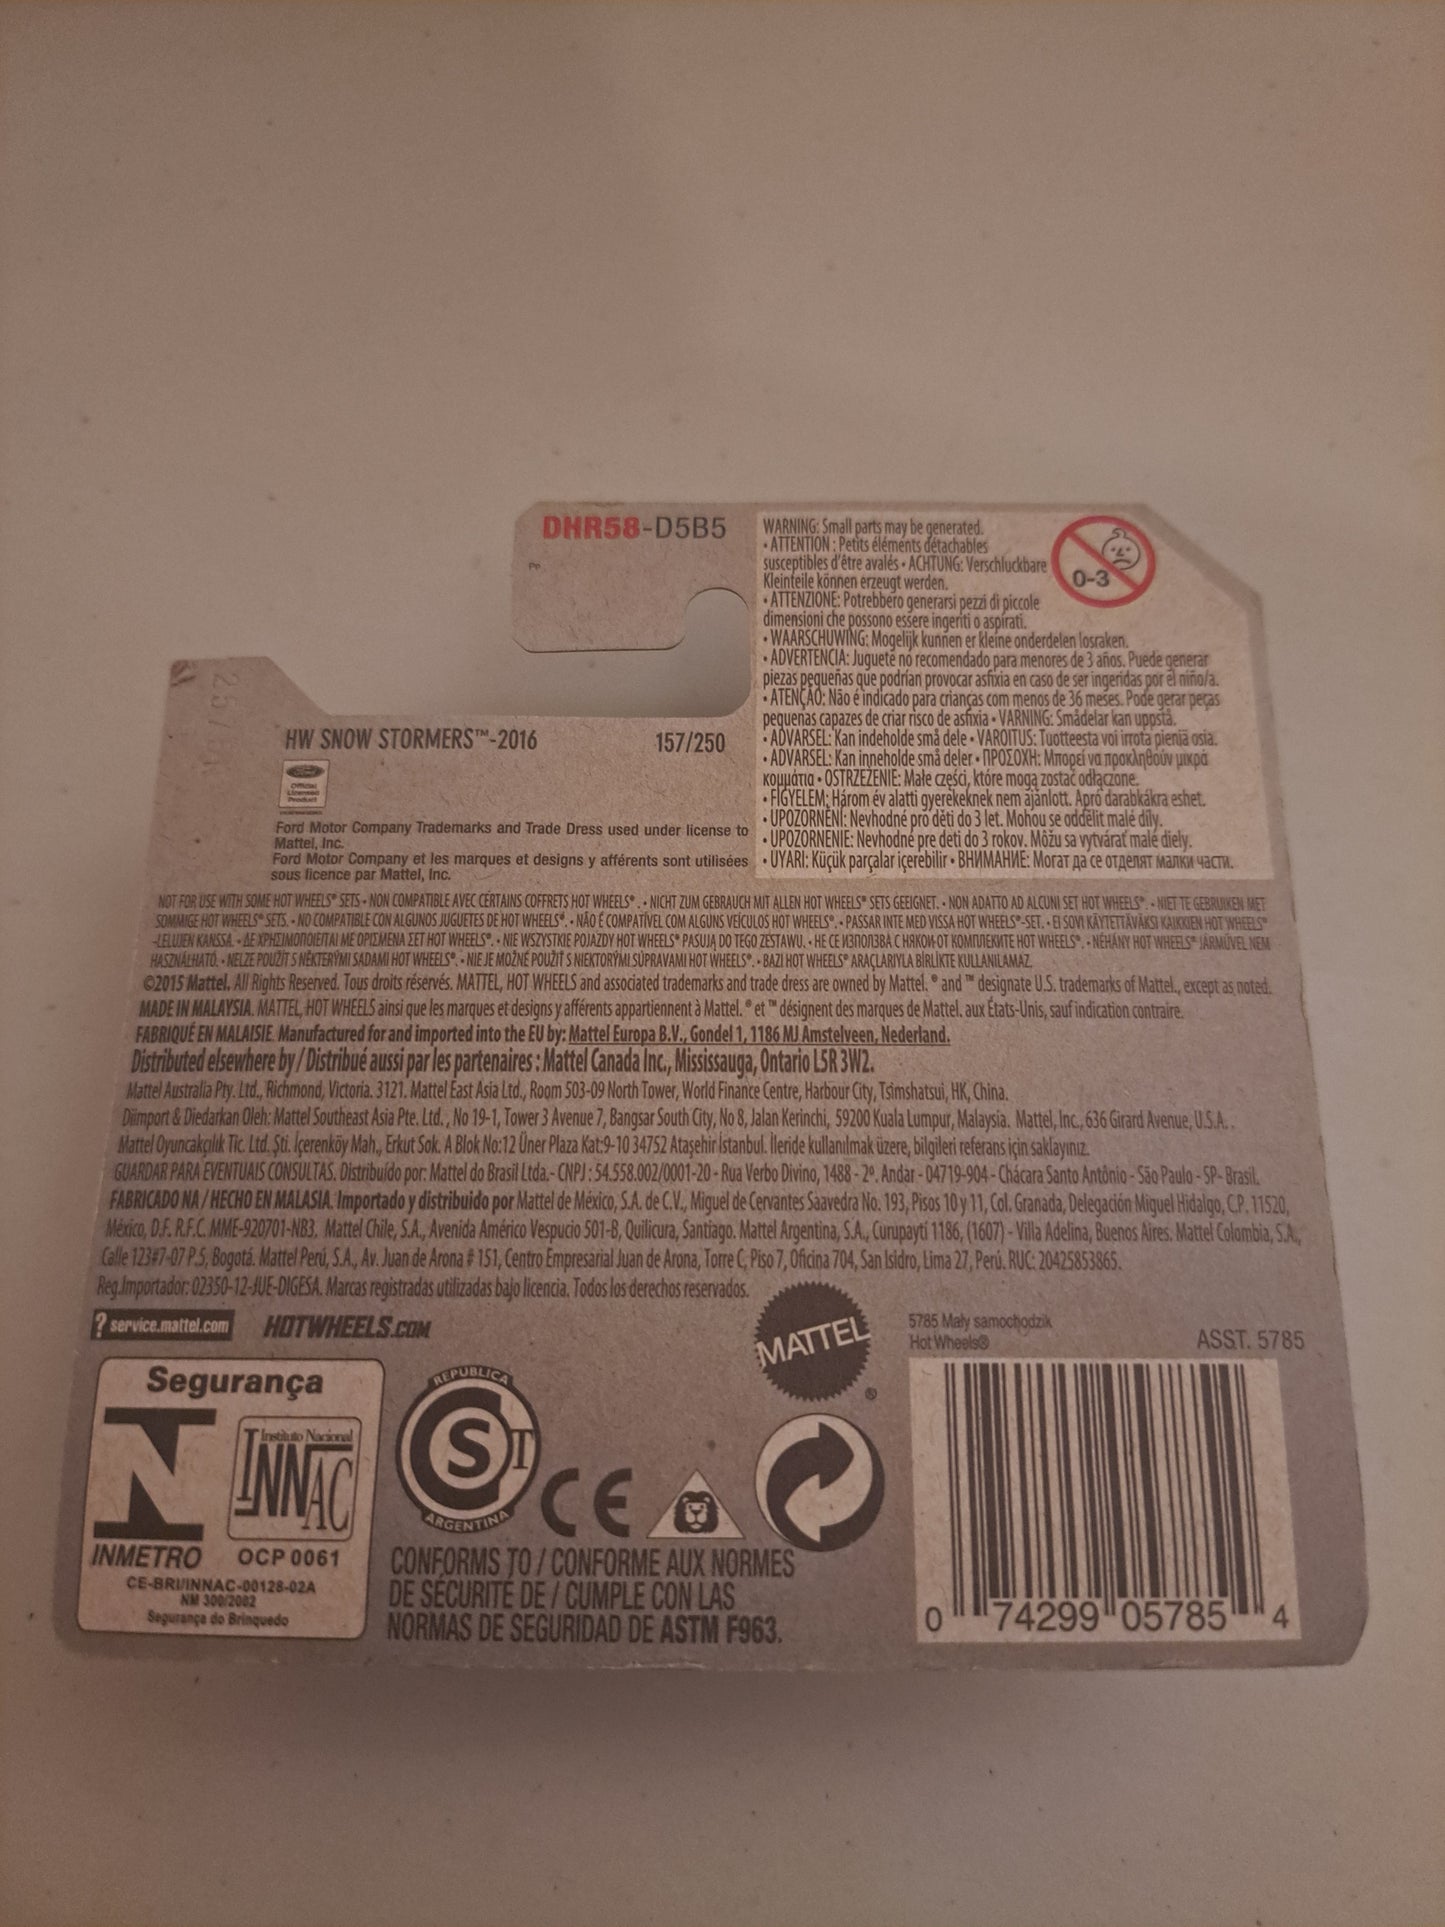 DHR58-D5B5
WARNING: Small parts may be generated.
• ATTENTION : Petits éléments détachables
susceptibles d'être avalés • ACHTUNG: Verschluckbare
Kleinteile können erzeugt werden.
• ATTENZIONE: Potrebbero generarsi pezzi di piccole
dimensioni che possono essere ingeriti o aspirati.
• WAARSCHUWING: Mogelijk kunnen er kleine onderdelen losraken.
• ADVERTENCIA: Juguete no recomendado para menores de 3 años. Puede generar
piezas pequeñas que podrían provocar asfixia en caso de ser ingeridas por el niño/a.
• ATENÇÃO: Não é indicado para crianças com menos de 36 meses. Pode gerar peças
pequenas capazes de criar risco de asfixia • VARNING: Smådelar kan uppstå.
• ADVARSEL: Kan indeholde små dele • VAROITUS: Tuotteesta voi irrota pieniä osia.
• ADVARSEL: Kan inneholde små deler • ΠΡΟΣΟΧΗ: Μπορεί να προκληθούν μικρά
κομμάτια • OSTRZEŻENIE: Małe części, które mogą zostać odłączone.
• FIGYELEM: Három év alatti gyerekeknek nem ajánlott. Apró darabkákra eshet.
• UPOZORNĚNÍ: Nevhodné pro děti do 3 let. Mohou se oddělit malé díly.
• UPOZORNENIE: Nevhodné pre deti do 3 rokov. Môžu sa vytvárať malé diely.
• UYARI: Küçük parçalar içerebilir • ВНИМАНИЕ: Могат да се отделят малки части.
0-3
HW SNOW STORMERS™-2016 157/250
Ford
Official
Licensed
Product
Ford Motor Company Trademarks and Trade Dress used under license to
Mattel, Inc.
Ford Motor Company et les marques et designs y afférents sont utilisées
sous licence par Mattel, Inc.
NOT FOR USE WITH SOME HOT WHEELS® SETS • NON COMPATIBLE AVEC CERTAINS COFFRETS HOT WHEELS®. • NICHT ZUM GEBRAUCH MIT ALLEN HOT WHEELS® SETS GEEIGNET. • NON ADATTO AD ALCUNI SET HOT WHEELS®. • NIET TE GEBRUIKEN MET
SOMMIGE HOT WHEELS® SETS. • NO COMPATIBLE CON ALGUNOS JUGUETES DE HOT WHEELS®. • NÃO É COMPATÍVEL COM ALGUNS VEÍCULOS HOT WHEELS®. • PASSAR INTE MED VISSA HOT WHEELS®-SET. • EI SOVI KÄYTETTÄVÄKSI KAIKKIEN HOT WHEELS®
-LELUJEN KANSSA. • ΔΕ ΧΡΗΣΙΜΟΠΟΙΕΙΤΑΙ ΜΕ ΟΡΙΣΜΕΝΑ ΣΕΤ HOT WHEELS®. • NIE WSZYSTKIE POJAZDY HOT WHEELS® PASUJĄ DO TEGO ZESTAWU. • НЕ СЕ ИЗПОЛЗВА С НЯКОИ ОТ КОМПЛЕКИТЕ HOT WHEELS®. • NÉHÁNY HOT WHEELS® JÁRMŰVEL NEM
HASZNÁLHATÓ. • NELZE POUŽÍT S NĚKTERÝMI SADAMI HOT WHEELS®. • NIE JE MOŽNÉ POUŽIŤ S NIEKTORÝMI SÚPRAVAMI HOT WHEELS®. • BAZI HOT WHEELS® ARAÇLARIYLA BİRLİKTE KULLANILAMAZ.
©2015 Mattel. All Rights Reserved. Tous droits réservés. MATTEL, HOT WHEELS and associated trademarks and trade dress are owned by Mattel. ® and ™ designate U.S. trademarks of Mattel., except as noted.
MADE IN MALAYSIA. MATTEL, HOT WHEELS ainsi que les marques et designs y afférents appartiennent à Mattel. ® et ™ désignent des marques de Mattel. aux États-Unis, sauf indication contraire.
FABRIQUÉ EN MALAISIE. Manufactured for and imported into the EU by: Mattel Europa B.V., Gondel 1, 1186 MJ Amstelveen, Nederland.
Distributed elsewhere by / Distribué aussi par les partenaires : Mattel Canada Inc., Mississauga, Ontario L5R 3W2.
Mattel Australia Pty. Ltd., Richmond, Victoria. 3121. Mattel East Asia Ltd., Room 503-09 North Tower, World Finance Centre, Harbour City, Tsimshatsui, HK, China.
Diimport & Diedarkan Oleh: Mattel Southeast Asia Pte. Ltd. , No 19-1, Tower 3 Avenue 7, Bangsar South City, No 8, Jalan Kerinchi, 59200 Kuala Lumpur, Malaysia. Mattel, Inc., 636 Girard Avenue, U.S.A. .
Mattel Oyuncakçılık Tic. Ltd. Şti. İçerenköy Mah., Erkut Sok. A Blok No:12 Üner Plaza Kat:9-10 34752 Ataşehir İstanbul. İleride kullanılmak üzere, bilgileri referans için saklayınız.
GUARDAR PARA EVENTUAIS CONSULTAS. Distribuído por: Mattel do Brasil Ltda.- CNPJ : 54.558.002/0001-20 - Rua Verbo Divino, 1488 - 2º. Andar - 04719-904 - Chácara Santo Antônio - São Paulo - SP- Brasil.
FABRICADO NA / HECHO EN MALASIA. Importado y distribuido por Mattel de México, S.A. de C.V., Miguel de Cervantes Saavedra No. 193, Pisos 10 y 11, Col. Granada, Delegación Miguel Hidalgo, C.P. 11520,
México, D.F. R.F.C. MME-920701-NB3. Mattel Chile, S.A., Avenida Américo Vespucio 501-B, Quilicura, Santiago. Mattel Argentina, S.A., Curupaytí 1186, (1607) - Villa Adelina, Buenos Aires. Mattel Colombia, S.A.,
Calle 123#7-07 P.5, Bogotá. Mattel Perú, S.A., Av. Juan de Arona # 151, Centro Empresarial Juan de Arona, Torre C, Piso 7, Oficina 704, San Isidro, Lima 27, Perú. RUC: 20425853865.
Reg.Importador: 02350-12-JUE-DIGESA. Marcas registradas utilizadas bajo licencia. Todos los derechos reservados.
? service.mattel.com HOTWHEELS.COM
MATTEL ®
5785 Mały samochodzik
Hot Wheels®
ASST. 5785
Segurança
INMETRO
Instituto Nacional
INNAC
OCP 0061
CE-BRI/INNAC-00128-02A
NM 300/2002
Segurança do Brinquedo
REPUBLICA
S T
ARGENTINA
CE
CONFORMS TO / CONFORME AUX NORMES
DE SÉCURITÉ DE / CUMPLE CON LAS
NORMAS DE SEGURIDAD DE ASTM F963.
0 74299 05785 4